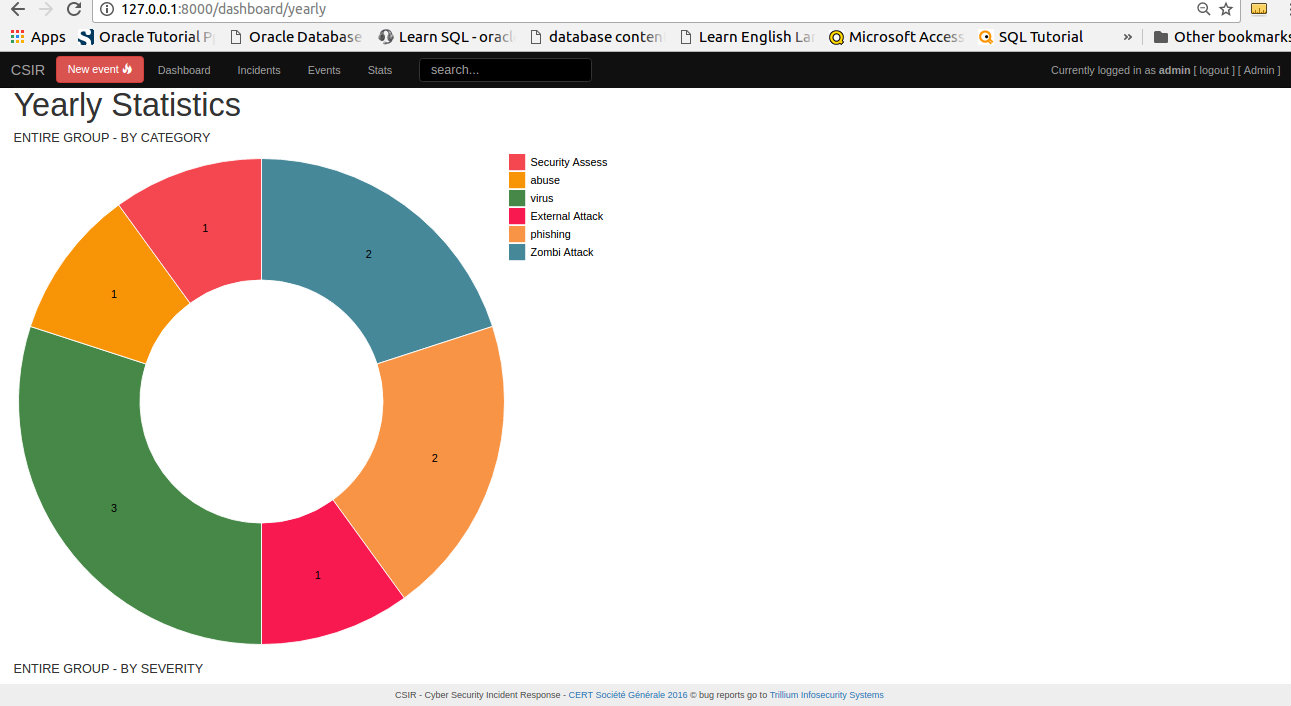 127.0.0.1:8000/dashboard/yearly
Apps Oracle Tutorial Oracle Database Learn SQL - orac database conten Learn English La Microsoft Access SQL Tutorial » Other bookmarks
CSIR New event Dashboard Incidents Events Stats search... Currently logged in as admin [ logout ] [ Admin ]
Yearly Statistics
ENTIRE GROUP - BY CATEGORY
Security Assess
abuse
virus
External Attack
phishing
Zombi Attack
1
2
1
2
3
1
ENTIRE GROUP - BY SEVERITY
CSIR - Cyber Security Incident Response - CERT Société Générale 2016 © bug reports go to Trillium Infosecurity Systems